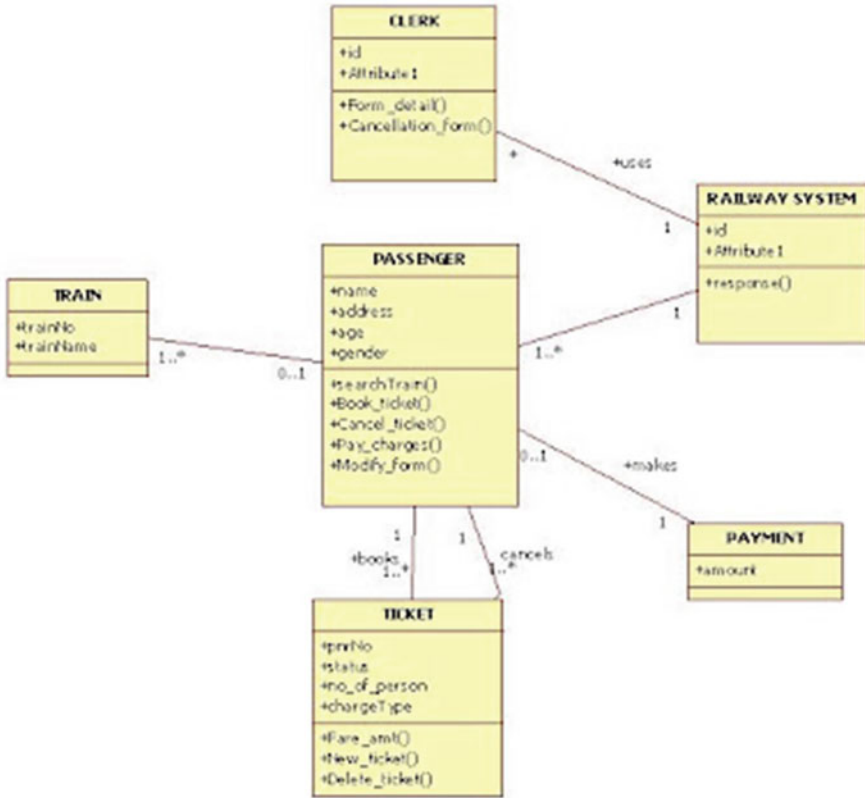 CLERK
+id
+Attribute1
+Form_detail()
+Cancellation_form()
*
+uses
1
RAILWAY SYSTEM
+id
+Attribute1
+response()
1
1..*
PASSENGER
+name
+address
+age
+gender
+searchTrain()
+Book_ticket()
+Cancel_ticket()
+Pay_charges()
+Modify_form()
TRAIN
+trainNo
+trainName
1..*
0..1
0..1
+makes
1
PAYMENT
+amount
1
+books
1..*
1
cancels
1..*
TICKET
+pnrNo
+status
+no_of_person
+chargeType
+Fare_amt()
+New_ticket()
+Delete_ticket()